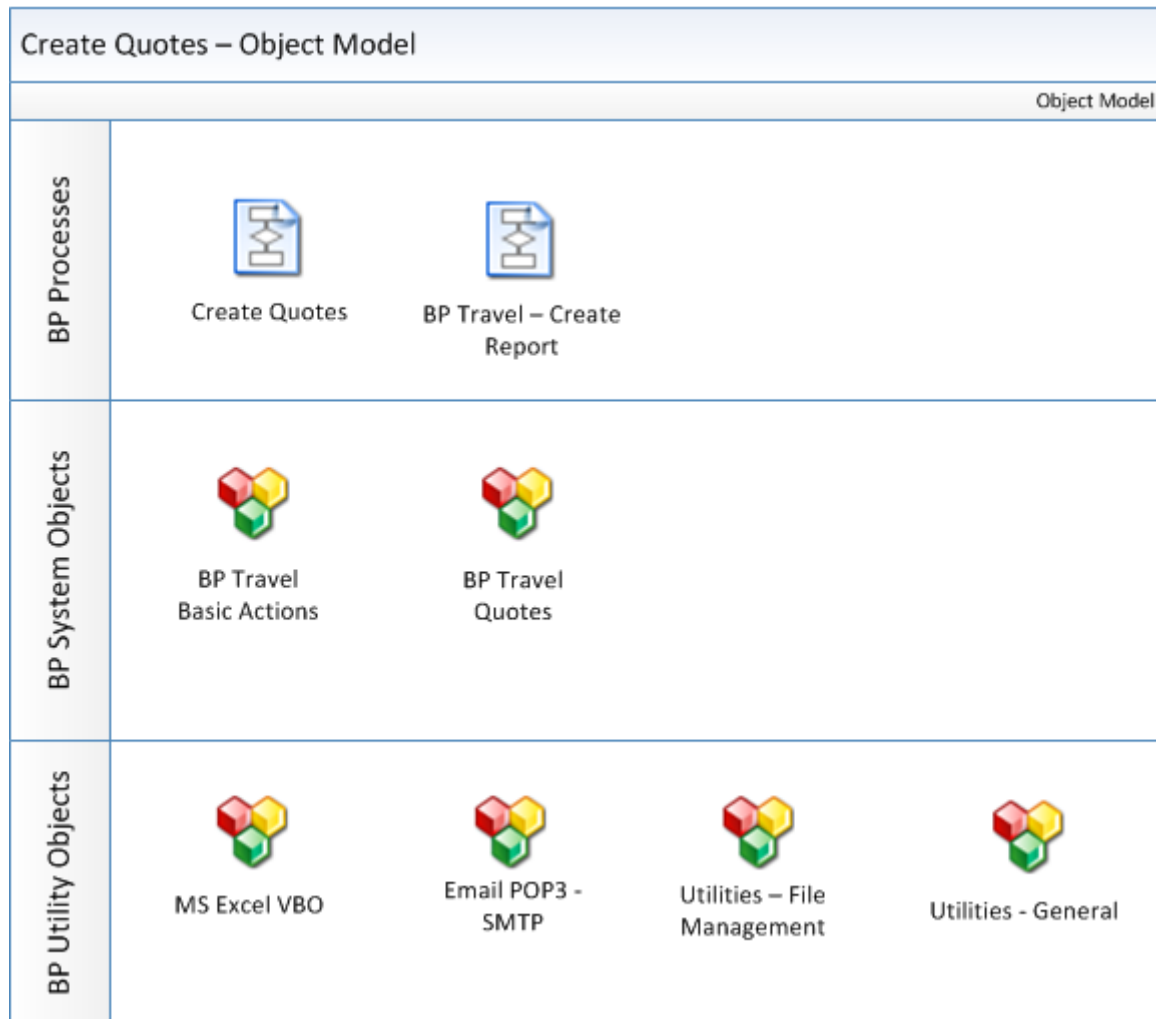 Create Quotes – Object Model
Object Model
BP Processes
Create Quotes
BP Travel – Create
Report
BP System Objects
BP Travel
Basic Actions
BP Travel
Quotes
BP Utility Objects
MS Excel VBO
Email POP3 -
SMTP
Utilities – File
Management
Utilities - General